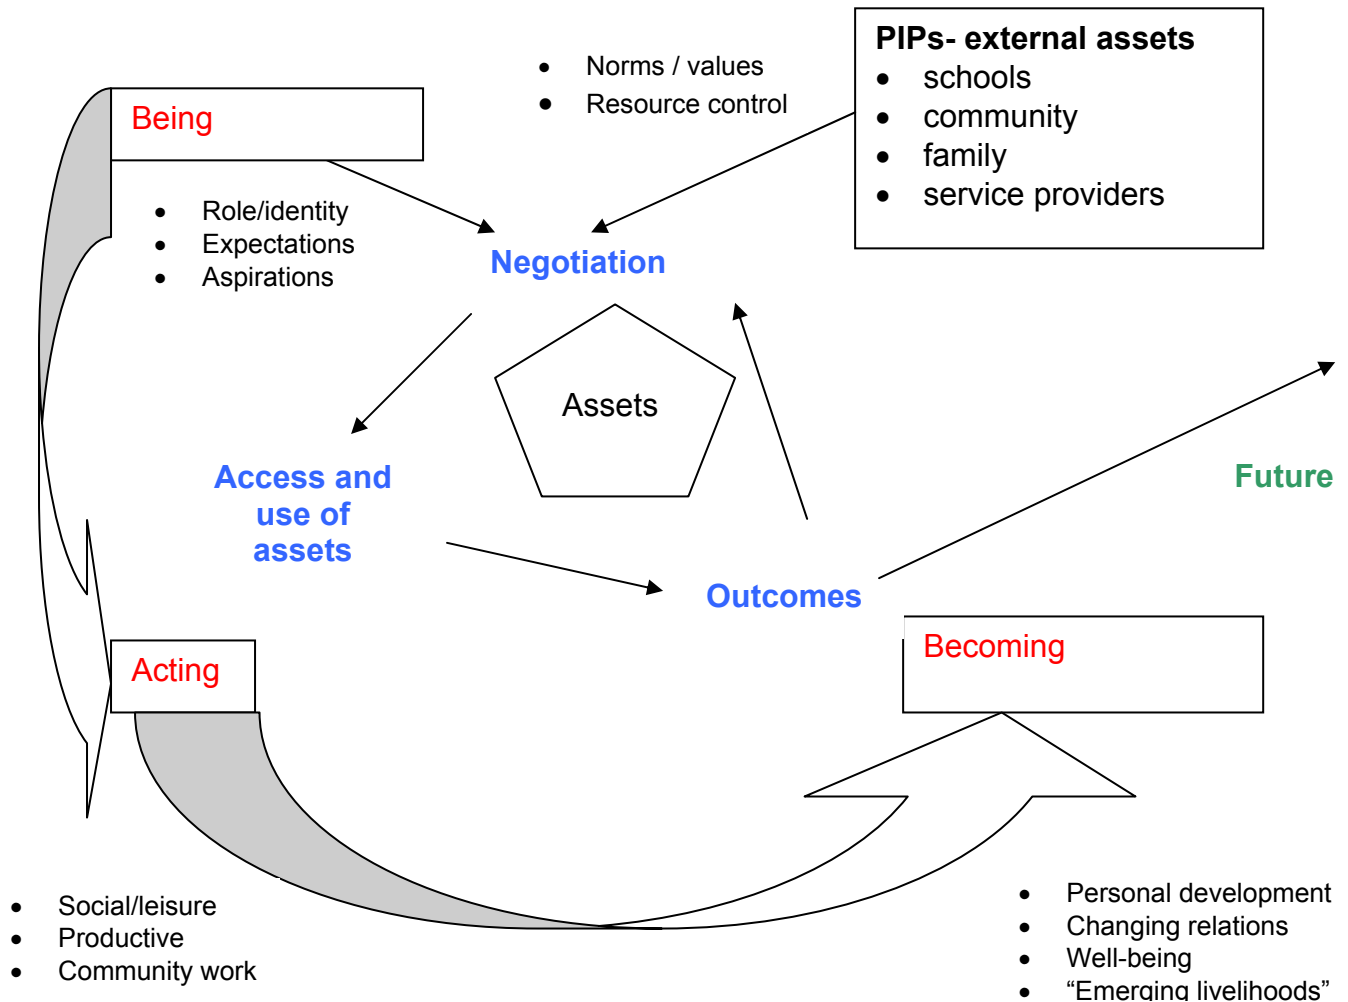 PIPs- external assets
• schools
• community
• family
• service providers
• Norms / values
• Resource control
Being
• Role/identity
• Expectations
• Aspirations
Negotiation
Assets
Access and
use of
assets
Future
Outcomes
Acting
Becoming
• Social/leisure
• Productive
• Community work
• Personal development
• Changing relations
• Well-being
• “Emerging livelihoods”